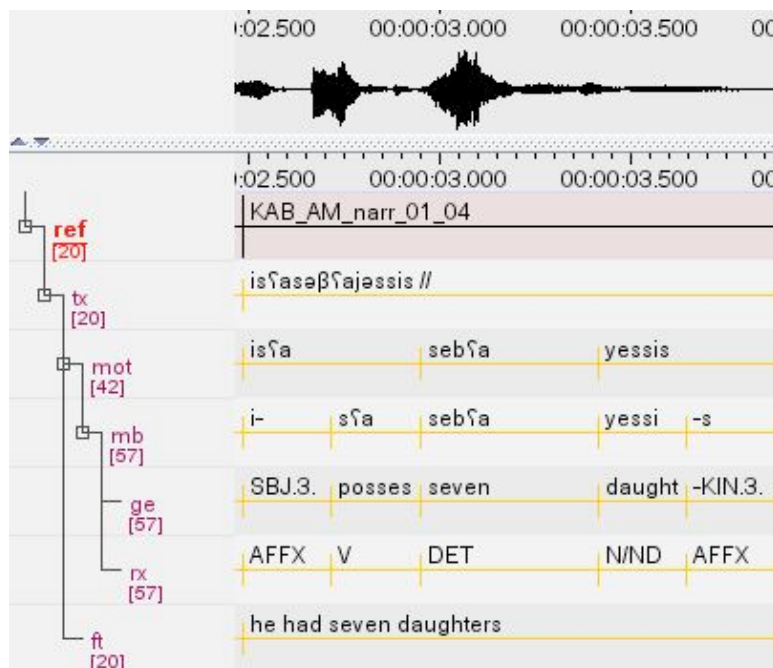 :02.500 00:00:03.000 00:00:03.500 00
:02.500 00:00:03.000 00:00:03.500 00
ref KAB_AM_narr_01_04
[20]
tx isʕasəβʕajəssis //
[20]
mot isʕa sebʕa yessis
[42]
mb i- sʕa sebʕa yessi -s
[57]
ge SBJ.3. posses seven daught -KIN.3.
[57]
rx AFFX V DET N/ND AFFX
[57]
ft he had seven daughters
[20]